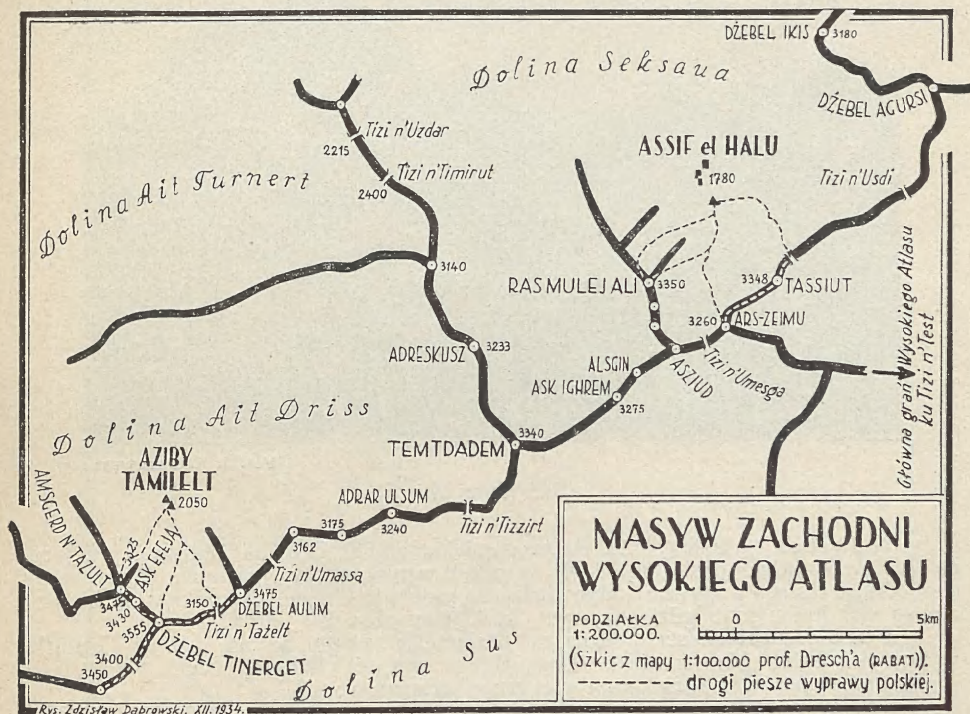 DŻEBEL IKIS 3180
Dolina Seksaua
DŻEBEL AGURSI
Tizi n'Uzdar
2215
ASSIF el HALU
1780
Tizi n'Timirut
2400
Tizi n'Usdi
Dolina Ait Turnert
3140
RAS MULEJ ALI 3350
3348 TASSIUT
3260 ARS-ZEIMU
Główna grań Wysokiego Atlasu
ku Tizi n'Test
ADRESKUSZ 3233
ALSGIN
ASZIUD
Tizi n'Umesga
ASK IGHREM
3275
Dolina Ait Driss
TEMTDADEM 3340
AZIBY
TAMILELT
2050
AMSGERD N'TAZULT
ADRAR ULSUM
3240
3175
3162
Tizi n'Tizzirt
3425
ASK EFEJA
Tizi n'Umassa
3475
3430
3555
3150
3475
DŻEBEL AULIM
Tizi n'Tażelt
DŻEBEL TINERGET
3400
3450
Dolina Sus
MASYW ZACHODNI
WYSOKIEGO ATLASU
PODZIAŁKA
1:200.000.
1 0 5km
(Szkic z mapy 1:100.000 prof. Dresch'a (RABAT)).
drogi piesze wyprawy polskiej.
Rys. Zdzisław Dąbrowski. XII.1934.